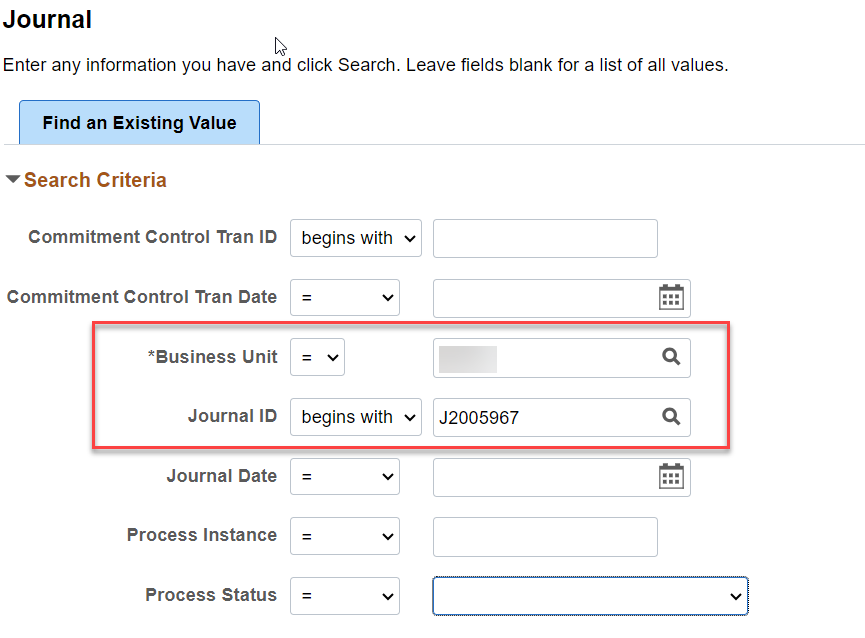 Journal
Enter any information you have and click Search. Leave fields blank for a list of all values.
Find an Existing Value
Search Criteria
Commitment Control Tran ID begins with
Commitment Control Tran Date =
*Business Unit =
Journal ID begins with J2005967
Journal Date =
Process Instance =
Process Status =